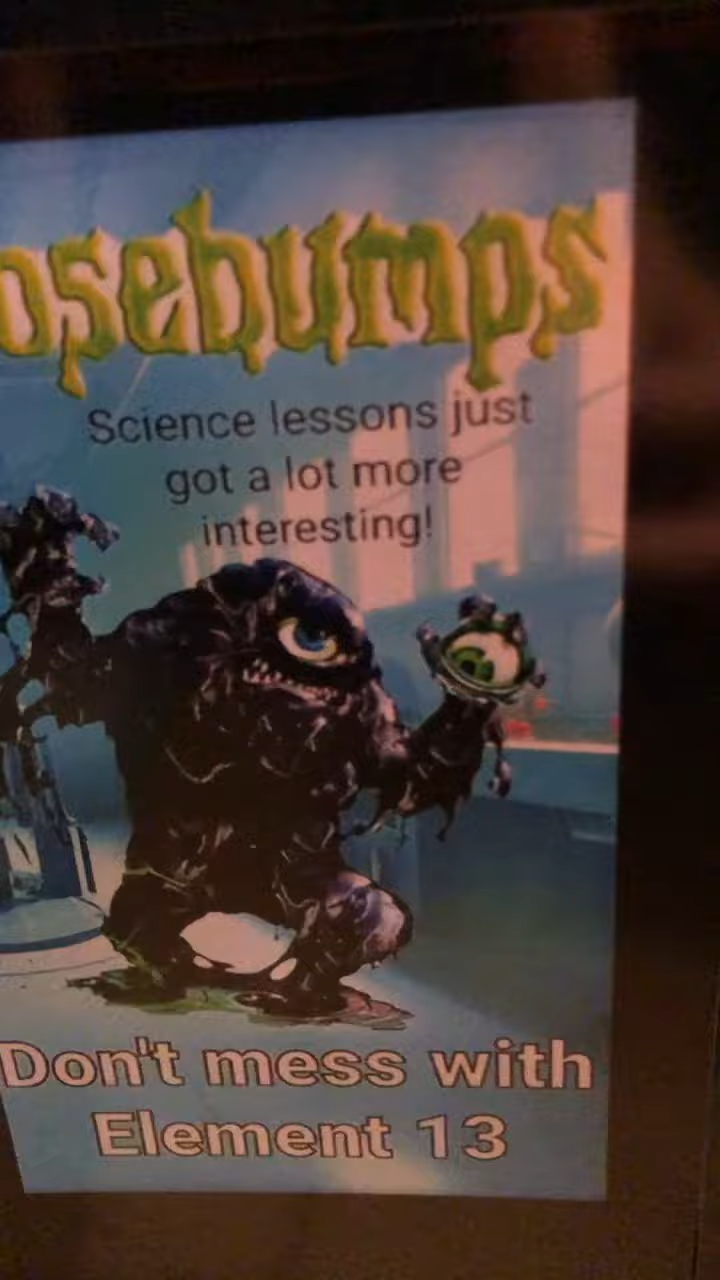 osebumps
Science lessons just
got a lot more
interesting!
Don't mess with
Element 13